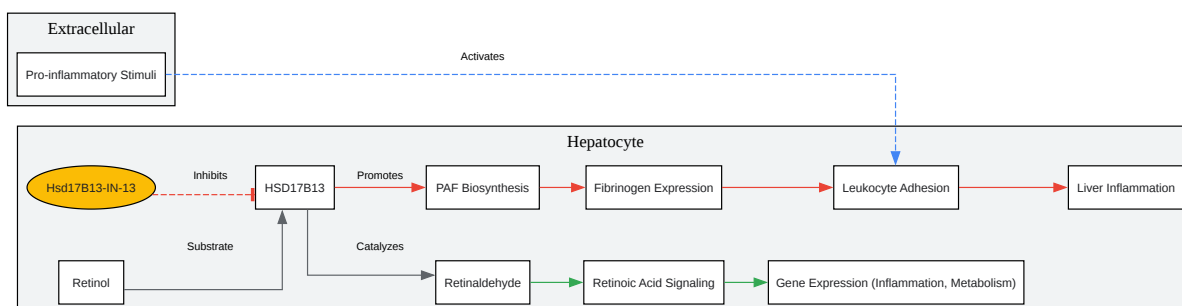 Extracellular
Pro-inflammatory Stimuli
Activates
Hepatocyte
Hsd17B13-IN-13
Inhibits
HSD17B13
Promotes
PAF Biosynthesis
Fibrinogen Expression
Leukocyte Adhesion
Liver Inflammation
Substrate
Catalyzes
Retinol
Retinaldehyde
Retinoic Acid Signaling
Gene Expression (Inflammation, Metabolism)